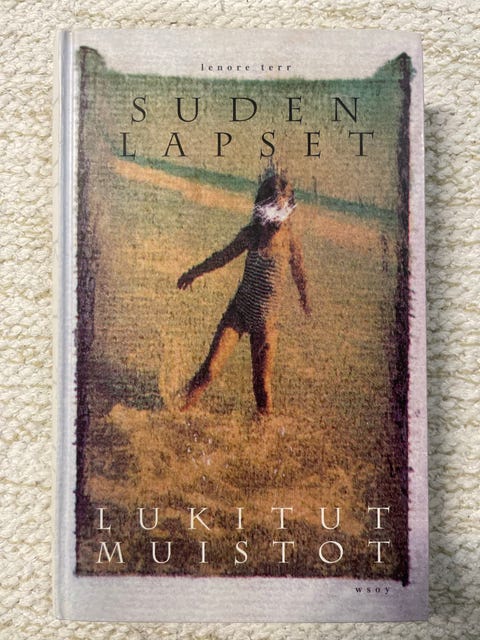 lenore terr
SUDEN
LAPSET
LUKITUT
MUISTOT
wsoy